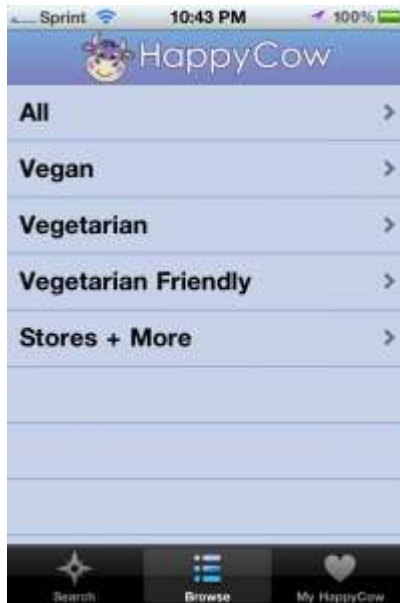 Sprint 10:43 PM 100%
HappyCow
All
Vegan
Vegetarian
Vegetarian Friendly
Stores + More
Search Browse My HappyCow